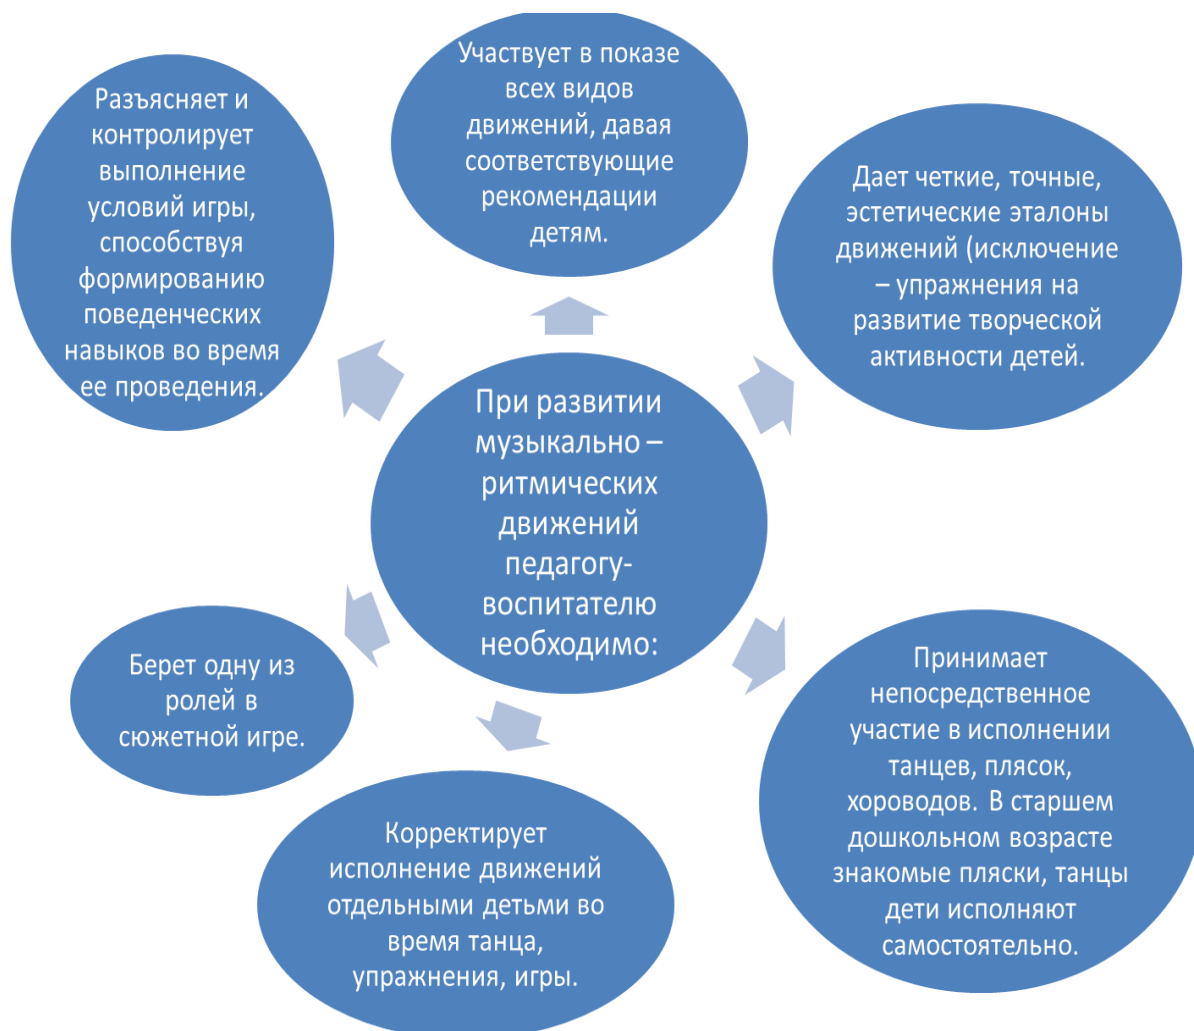 Участвует в показе
всех видов
движений, давая
соответствующие
рекомендации
детям.
Разъясняет и
контролирует
выполнение
условий игры,
способствуя
формированию
поведенческих
навыков во время
ее проведения.
Дает четкие, точные,
эстетические эталоны
движений (исключение
– упражнения на
развитие творческой
активности детей.
При развитии
музыкально –
ритмических
движений
педагогу-
воспитателю
необходимо:
Берет одну из
ролей в
сюжетной игре.
Принимает
непосредственное
участие в исполнении
танцев, плясок,
хороводов. В старшем
дошкольном возрасте
знакомые пляски, танцы
дети исполняют
самостоятельно.
Корректирует
исполнение движений
отдельными детьми во
время танца,
упражнения, игры.